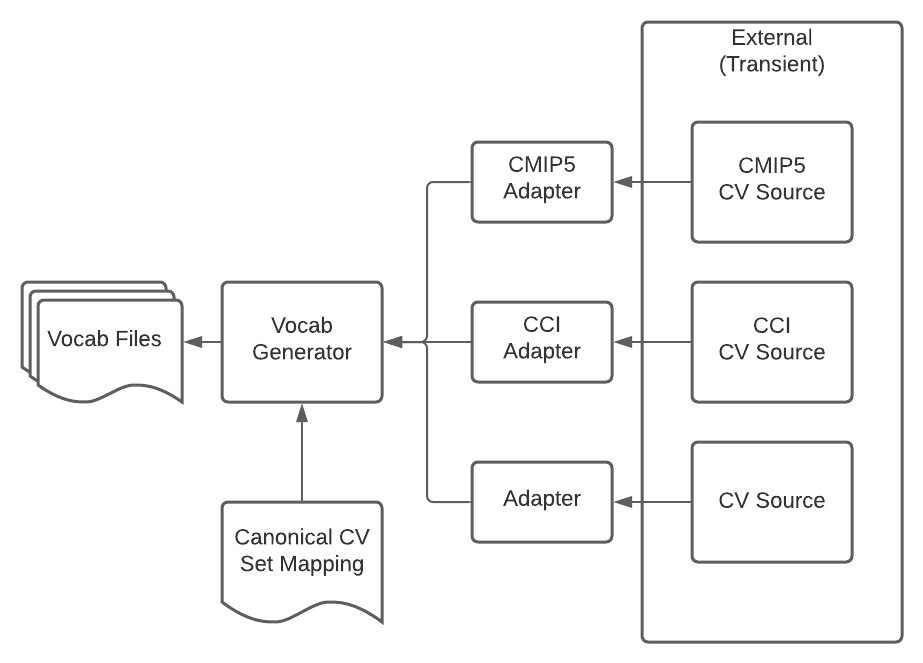 External
(Transient)
CMIP5
Adapter
CMIP5
CV Source
Vocab Files
Vocab
Generator
CCI
Adapter
CCI
CV Source
Adapter
CV Source
Canonical CV
Set Mapping